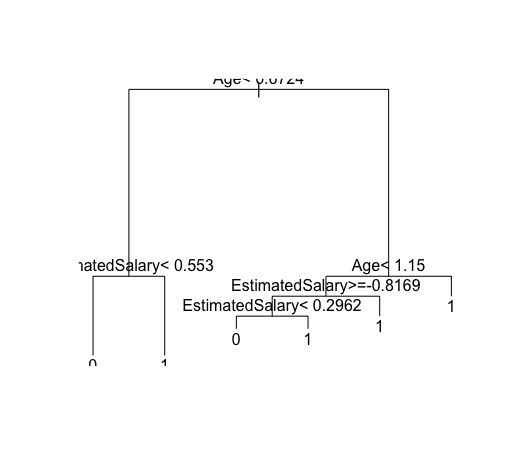 Age< 0.6724
natedSalary< 0.553
Age< 1.15
EstimatedSalary>=-0.8169
EstimatedSalary< 0.2962
1
1
0
1
0
1